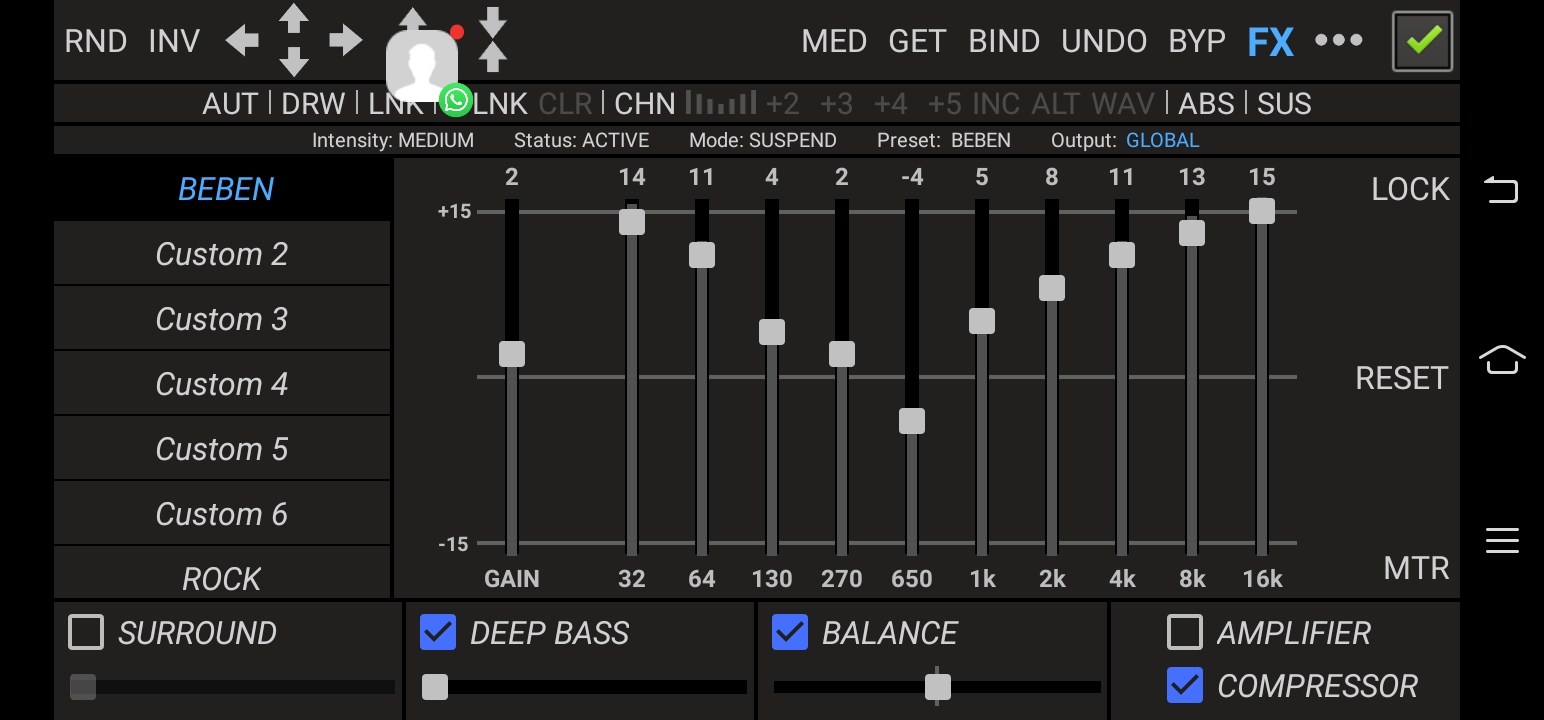 RND INV MED GET BIND UNDO BYP FX
AUT | DRW | LNK | LNK CLR | CHN +2 +3 +4 +5 INC ALT WAV | ABS | SUS
Intensity: MEDIUM Status: ACTIVE Mode: SUSPEND Preset: BEBEN Output: GLOBAL
BEBEN
Custom 2
Custom 3
Custom 4
Custom 5
Custom 6
ROCK
2 14 11 4 2 -4 5 8 11 13 15
+15
-15
GAIN 32 64 130 270 650 1k 2k 4k 8k 16k
LOCK
RESET
MTR
SURROUND DEEP BASS BALANCE AMPLIFIER
COMPRESSOR